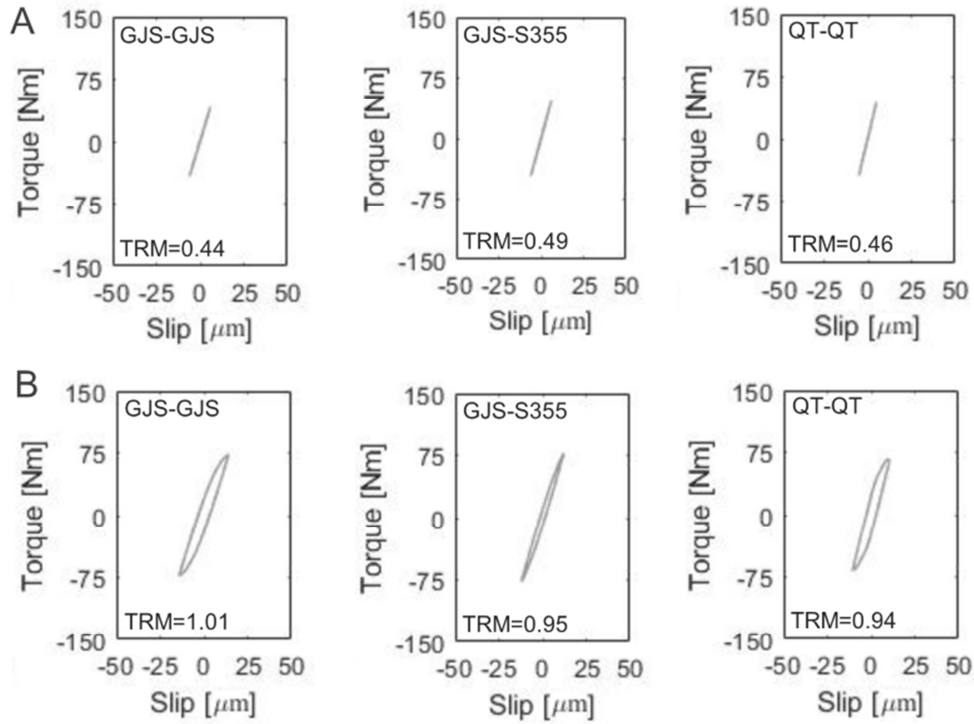 A
GJS-GJS
Torque [Nm]
150
75
0
-75
-150
TRM=0.44
-50 -25 0 25 50
Slip [μm]
GJS-S355
Torque [Nm]
150
75
0
-75
-150
TRM=0.49
-50 -25 0 25 50
Slip [μm]
QT-QT
Torque [Nm]
150
75
0
-75
-150
TRM=0.46
-50 -25 0 25 50
Slip [μm]
B
GJS-GJS
Torque [Nm]
150
75
0
-75
-150
TRM=1.01
-50 -25 0 25 50
Slip [μm]
GJS-S355
Torque [Nm]
150
75
0
-75
-150
TRM=0.95
-50 -25 0 25 50
Slip [μm]
QT-QT
Torque [Nm]
150
75
0
-75
-150
TRM=0.94
-50 -25 0 25 50
Slip [μm]